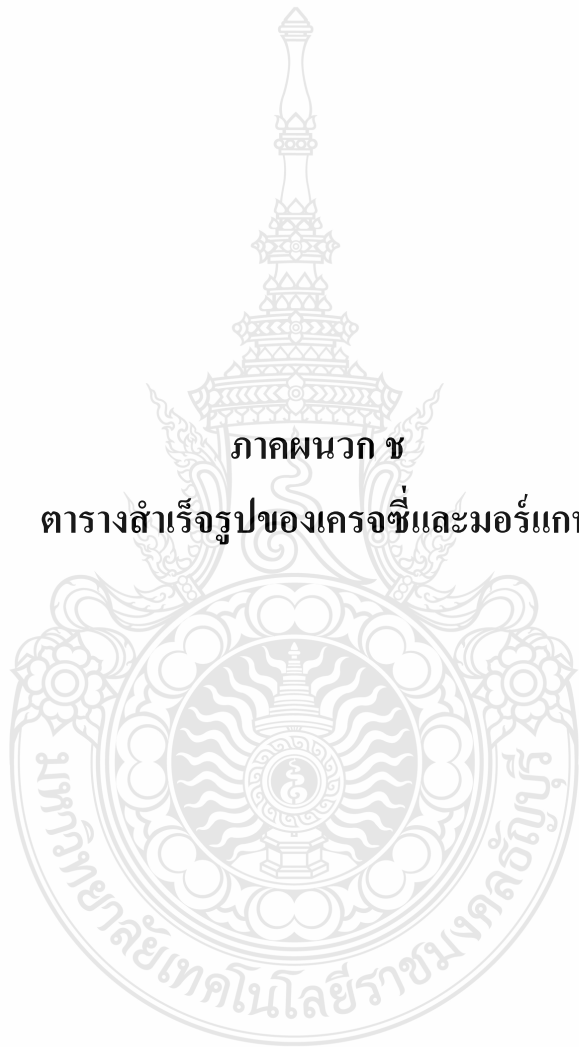 ภาคผนวก ช
ตารางสำเร็จรูปของเครจซี่และมอร์แกน
มหาวิทยาลัยเทคโนโลยีราชมงคลธัญบุรี